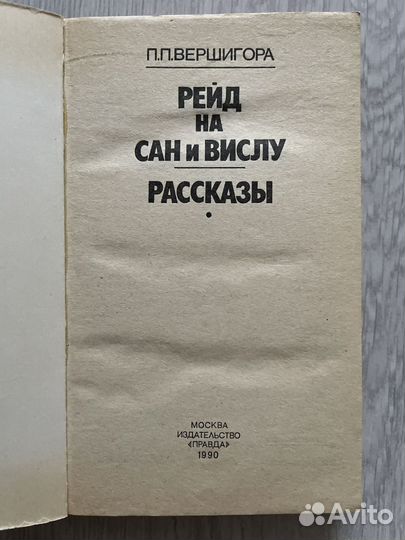 П.П.ВЕРШИГОРА
РЕЙД
НА
САН и ВИСЛУ
РАССКАЗЫ
•
МОСКВА
ИЗДАТЕЛЬСТВО
«ПРАВДА»
1990
Avito